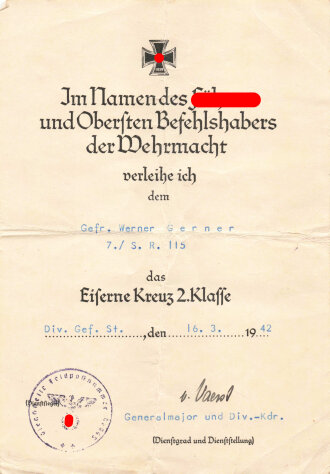 Im Namen des
und Obersten Befehlshabers
der Wehrmacht
verleihe ich
dem
Gefr. Werner Gerner
7./ S. R. 115
das
Eiserne Kreuz 2. Klasse
Div. Gef. St., den 16. 3. 1942
(Dienstsiegel)
Generalmajor und Div.-Kdr.
(Dienstgrad und Dienststellung)